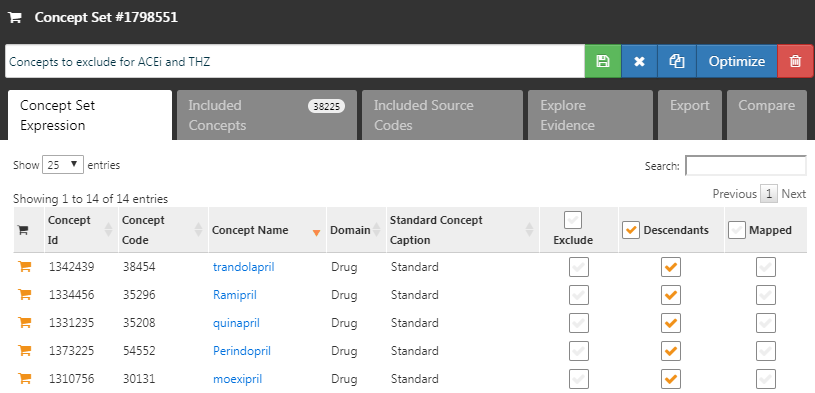 Concept Set #1798551
Concepts to exclude for ACEi and THZ
Optimize
Concept Set Expression
Included Concepts 38225
Included Source Codes
Explore Evidence
Export
Compare
Show 25 entries
Search:
Showing 1 to 14 of 14 entries
Previous 1 Next
Concept Id Concept Code Concept Name Domain Standard Concept Caption Exclude Descendants Mapped
1342439 38454 trandolapril Drug Standard
1334456 35296 Ramipril Drug Standard
1331235 35208 quinapril Drug Standard
1373225 54552 Perindopril Drug Standard
1310756 30131 moexipril Drug Standard